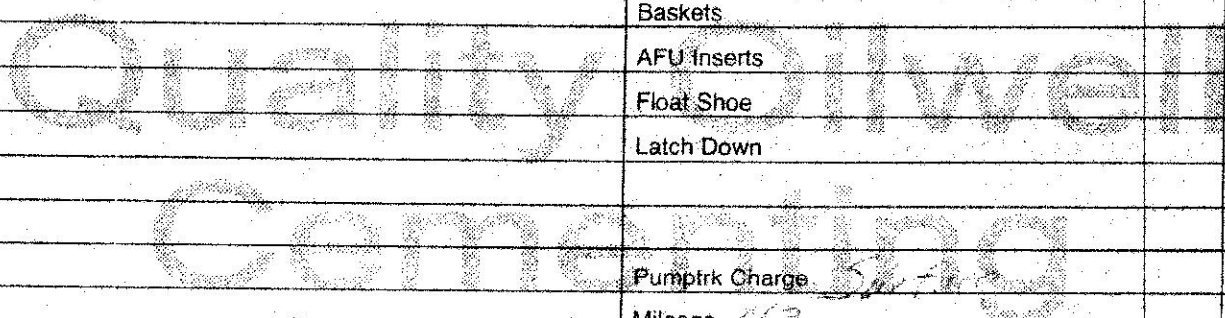 Baskets
AFU Inserts
Quality Oilwell
Float Shoe
Latch Down
Cementing
Pumptrk Charge
Mileage